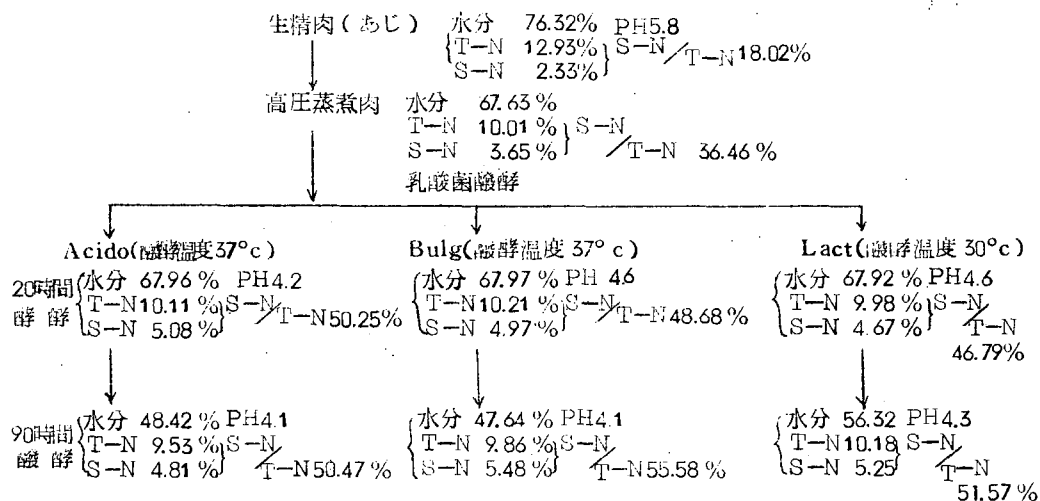 生精肉(あじ) 水分 76.32% PH5.8
T-N 12.93% S-N/T-N 18.02%
S-N 2.33%
高圧蒸煮肉 水分 67.63%
T-N 10.01% S-N/T-N 36.46%
S-N 3.65%
乳酸菌醱酵
Acido(醱酵温度37°c)
20時間酵酵
水分 67.96% PH4.2
T-N 10.11% S-N/T-N 50.25%
S-N 5.08%
Bulg(醱酵温度 37°c)
水分 67.97% PH 4.6
T-N 10.21% S-N/T-N 48.68%
S-N 4.97%
Lact(醱酵温度 30°c)
水分 67.92% PH4.6
T-N 9.98% S-N/T-N 46.79%
S-N 4.67%
90時間醱酵
水分 48.42% PH4.1
T-N 9.53% S-N/T-N 50.47%
S-N 4.81%
水分 47.64% PH4.1
T-N 9.86% S-N/T-N 55.58%
S-N 5.48%
水分 56.32 PH4.3
T-N 10.18 S-N/T-N 51.57%
S-N 5.25